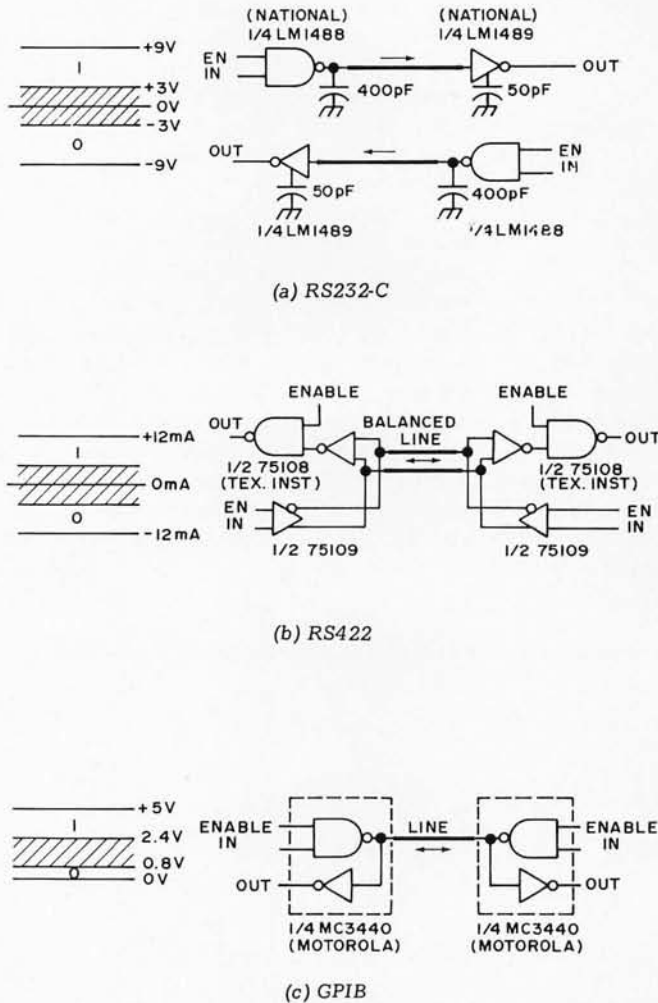 (NATIONAL) (NATIONAL)
1/4 LM1488 1/4 LM1489
+9V
1
+3V
0V
-3V
0
-9V
EN
IN
400pF
50pF
OUT
OUT
50pF
400pF
EN
IN
1/4 LM1489
1/4 LM1488
(a) RS232-C
ENABLE ENABLE
OUT
BALANCED
LINE
OUT
+12mA
1
0mA
0
-12mA
1/2 75108
(TEX. INST)
1/2 75108
(TEX. INST)
EN
IN
EN
IN
1/2 75109
1/2 75109
(b) RS422
+5V
1
2.4V
0.8V
0
0V
ENABLE
IN
LINE
ENABLE
IN
OUT
OUT
1/4 MC3440
(MOTOROLA)
1/4 MC3440
(MOTOROLA)
(c) GPIB